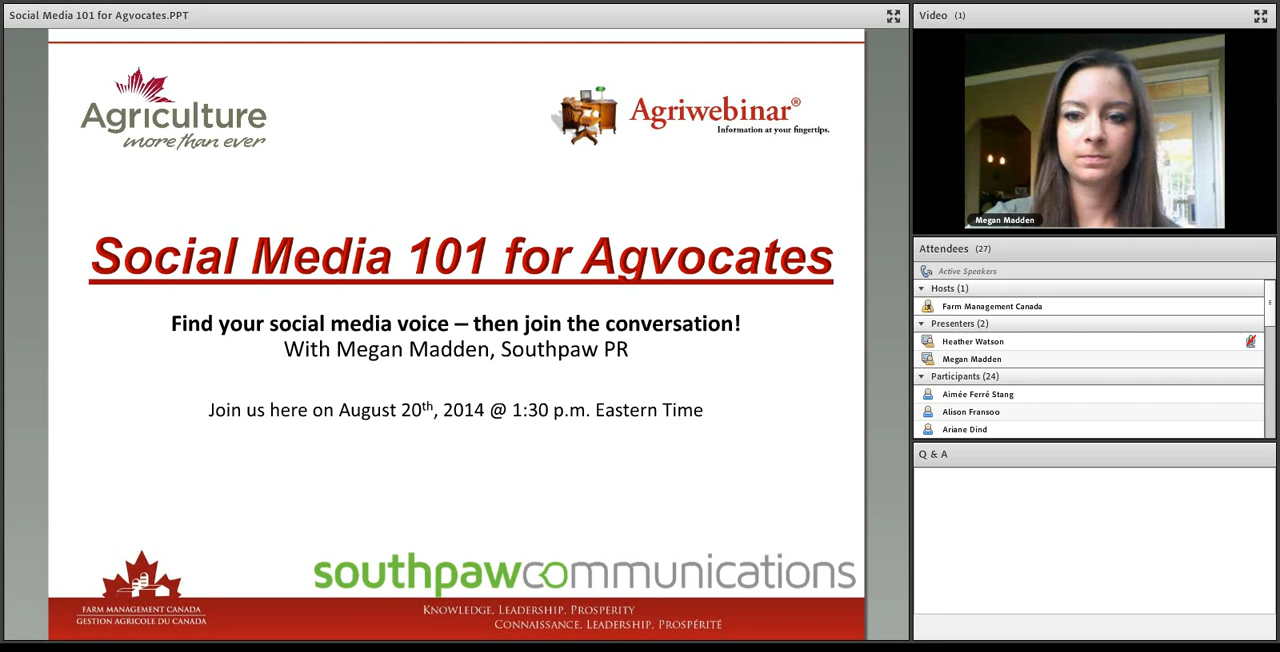 Social Media 101 for Agvocates.PPT
Agriculture
more than ever
Agriwebinar®
Information at your fingertips.
Social Media 101 for Agvocates
Find your social media voice – then join the conversation!
With Megan Madden, Southpaw PR
Join us here on August 20th, 2014 @ 1:30 p.m. Eastern Time
southpawcommunications
FARM MANAGEMENT CANADA
GESTION AGRICOLE DU CANADA
KNOWLEDGE, LEADERSHIP, PROSPERITY
CONNAISSANCE, LEADERSHIP, PROSPÉRITÉ
Video (1)
Megan Madden
Attendees (27)
Active Speakers
Hosts (1)
Farm Management Canada
Presenters (2)
Heather Watson
Megan Madden
Participants (24)
Aimée Ferré Stang
Alison Fransoo
Ariane Dind
Q & A